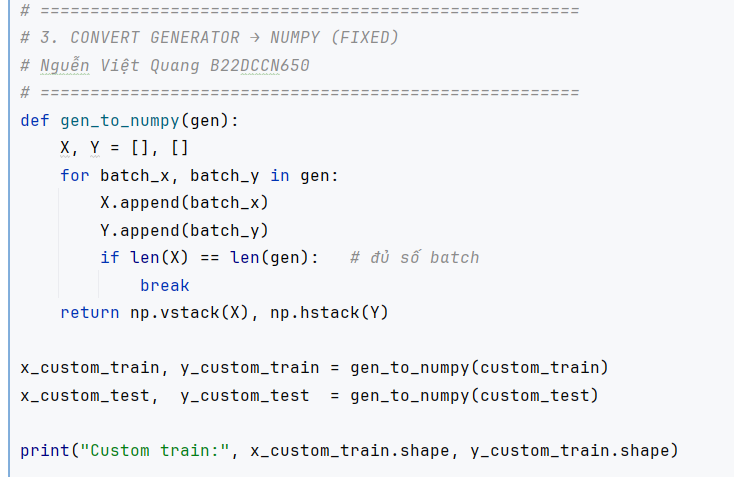 # ======================================================
# 3. CONVERT GENERATOR → NUMPY (FIXED)
# Nguễn Việt Quang B22DCCN650
# ======================================================
def gen_to_numpy(gen):
    X, Y = [], []
    for batch_x, batch_y in gen:
        X.append(batch_x)
        Y.append(batch_y)
        if len(X) == len(gen):   # đủ số batch
            break
    return np.vstack(X), np.hstack(Y)
x_custom_train, y_custom_train = gen_to_numpy(custom_train)
x_custom_test,  y_custom_test  = gen_to_numpy(custom_test)
print("Custom train:", x_custom_train.shape, y_custom_train.shape)